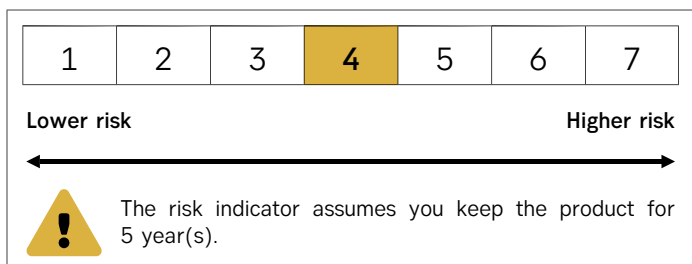 1 2 3 4 5 6 7
Lower risk Higher risk
The risk indicator assumes you keep the product for
5 year(s).